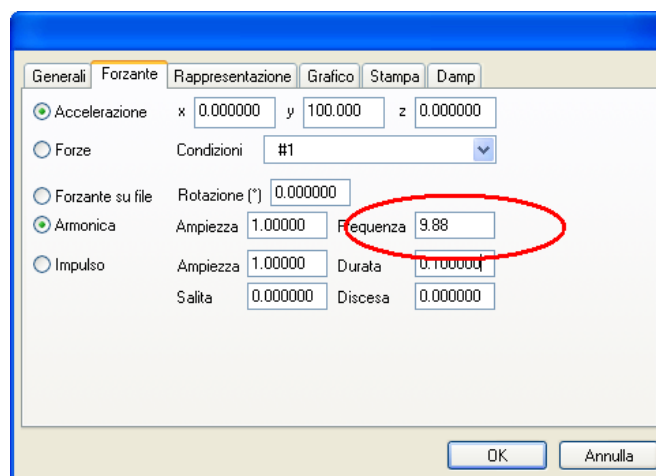 Generali Forzante Rappresentazione Grafico Stampa Damp
Accelerazione x 0.000000 y 100.000 z 0.000000
Forze Condizioni #1
Forzante su file Rotazione (°) 0.000000
Armonica Ampiezza 1.00000 Frequenza 9.88
Impulso Ampiezza 1.00000 Durata 0.100000
Salita 0.000000 Discesa 0.000000
OK Annulla